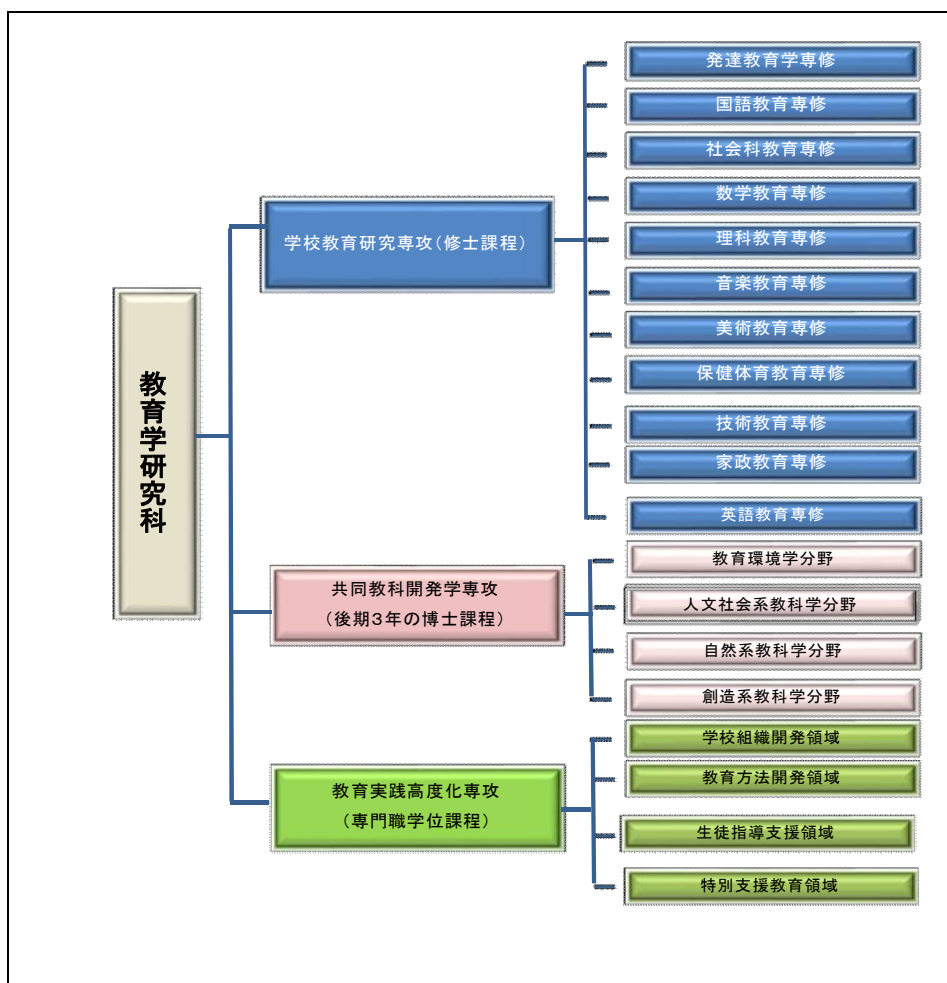 教育学研究科
学校教育研究専攻（修士課程）
発達教育学専修
国語教育専修
社会科教育専修
数学教育専修
理科教育専修
音楽教育専修
美術教育専修
保健体育教育専修
技術教育専修
家政教育専修
英語教育専修
共同教科開発学専攻
（後期３年の博士課程）
教育環境学分野
人文社会系教科学分野
自然系教科学分野
創造系教科学分野
教育実践高度化専攻
（専門職学位課程）
学校組織開発領域
教育方法開発領域
生徒指導支援領域
特別支援教育領域